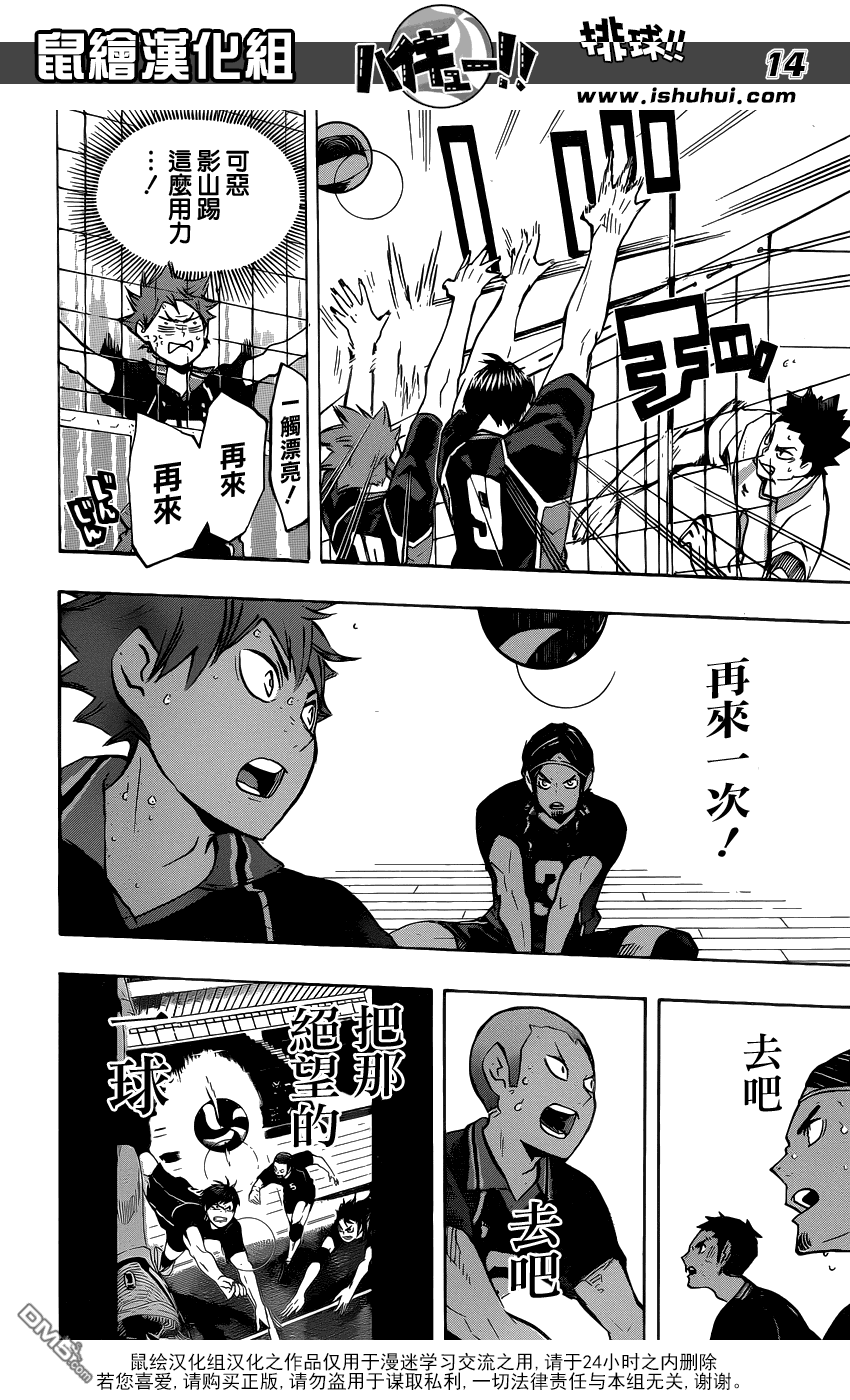 鼠繪漢化組
ハイキュー!!
排球!!
14
www.ishuhui.com
9
可惡
影山踢
這麼用力
…!
一觸漂亮!
再來
再來
再來一次!
3
去吧
去吧
把那
絕望的
一球
5
DM5.com
鼠绘汉化组汉化之作品仅用于漫迷学习交流之用,请于24小时之内删除
若您喜爱,请购买正版,请勿用于谋取私利,一切法律责任与本组无关,谢谢。